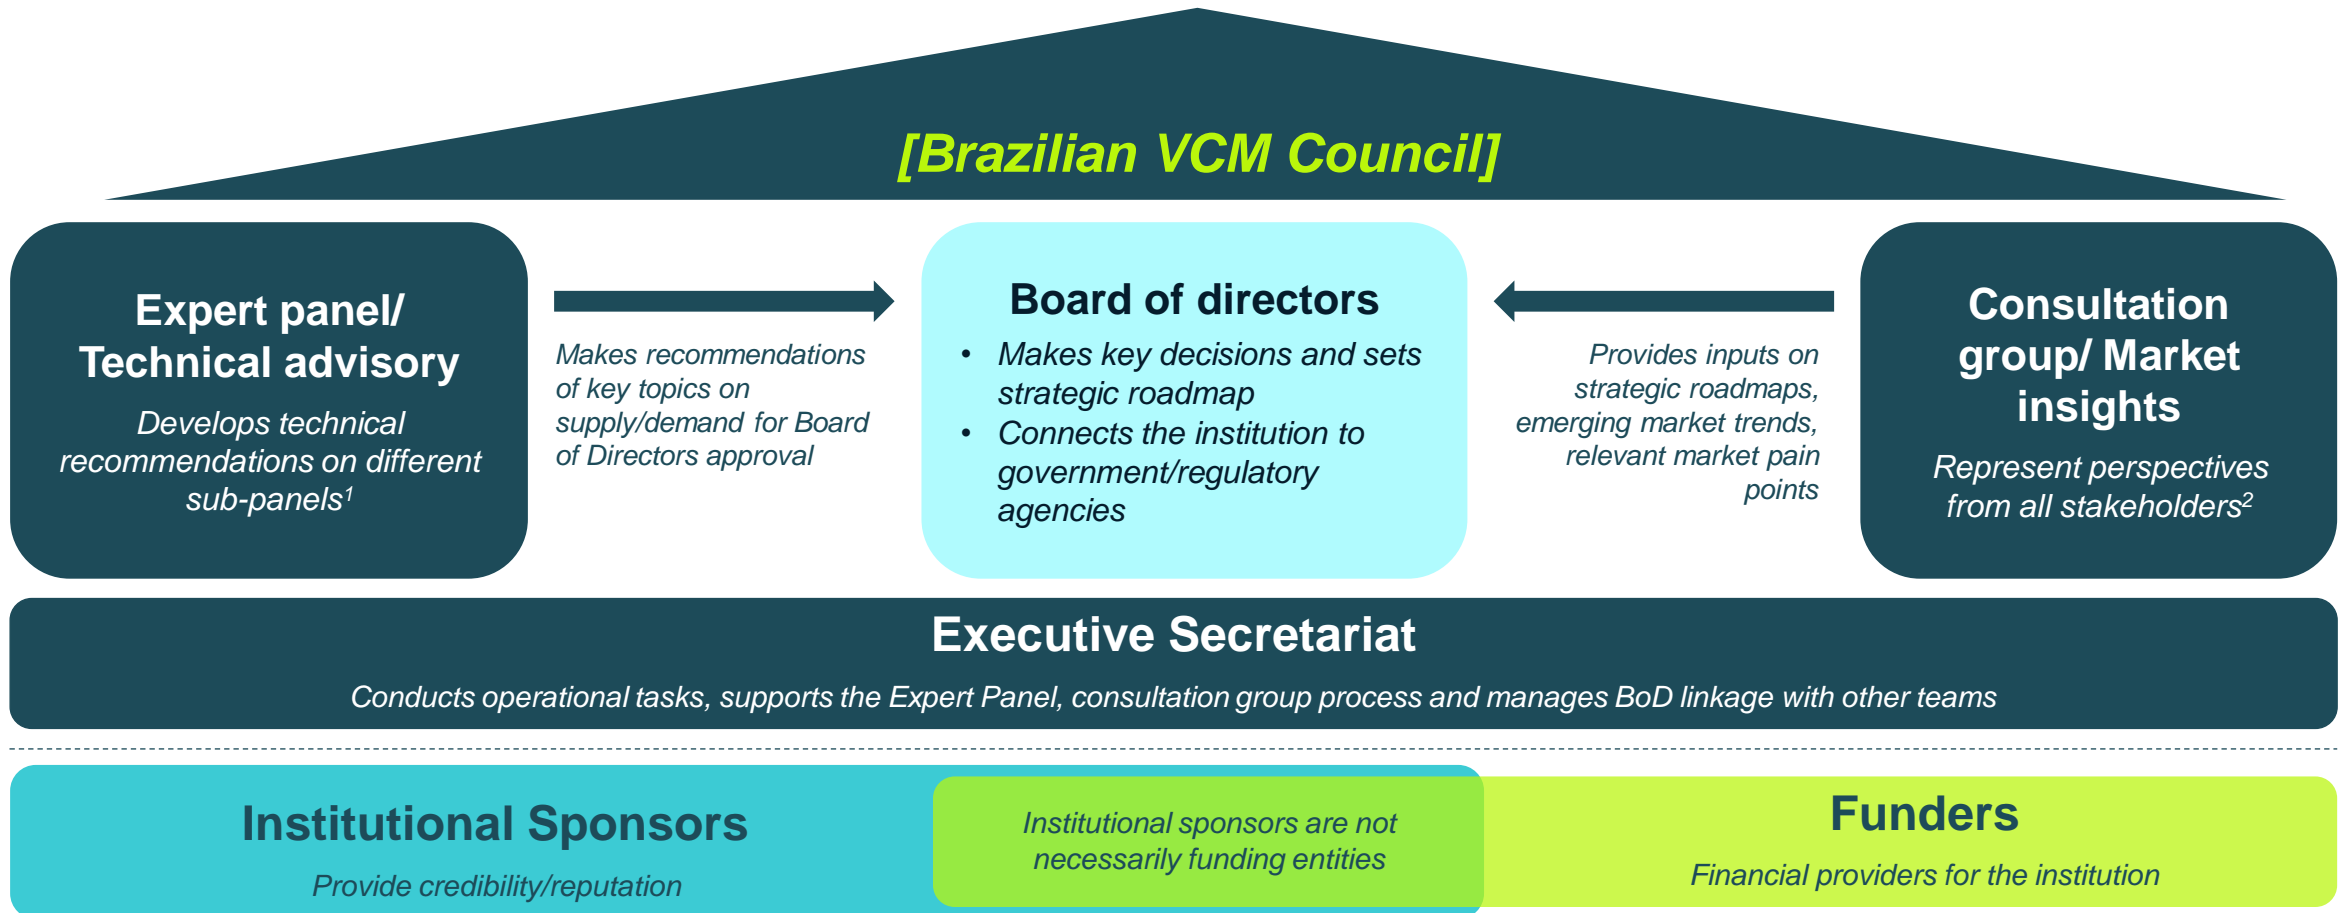 [Brazilian VCM Council]
Expert panel/
Technical advisory
Develops technical
recommendations on different
sub-panels¹
Makes recommendations
of key topics on
supply/demand for Board
of Directors approval
Board of directors
• Makes key decisions and sets
strategic roadmap
• Connects the institution to
government/regulatory
agencies
Provides inputs on
strategic roadmaps,
emerging market trends,
relevant market pain
points
Consultation
group/ Market
insights
Represent perspectives
from all stakeholders²
Executive Secretariat
Conducts operational tasks, supports the Expert Panel, consultation group process and manages BoD linkage with other teams
Institutional Sponsors
Provide credibility/reputation
Institutional sponsors are not
necessarily funding entities
Funders
Financial providers for the institution